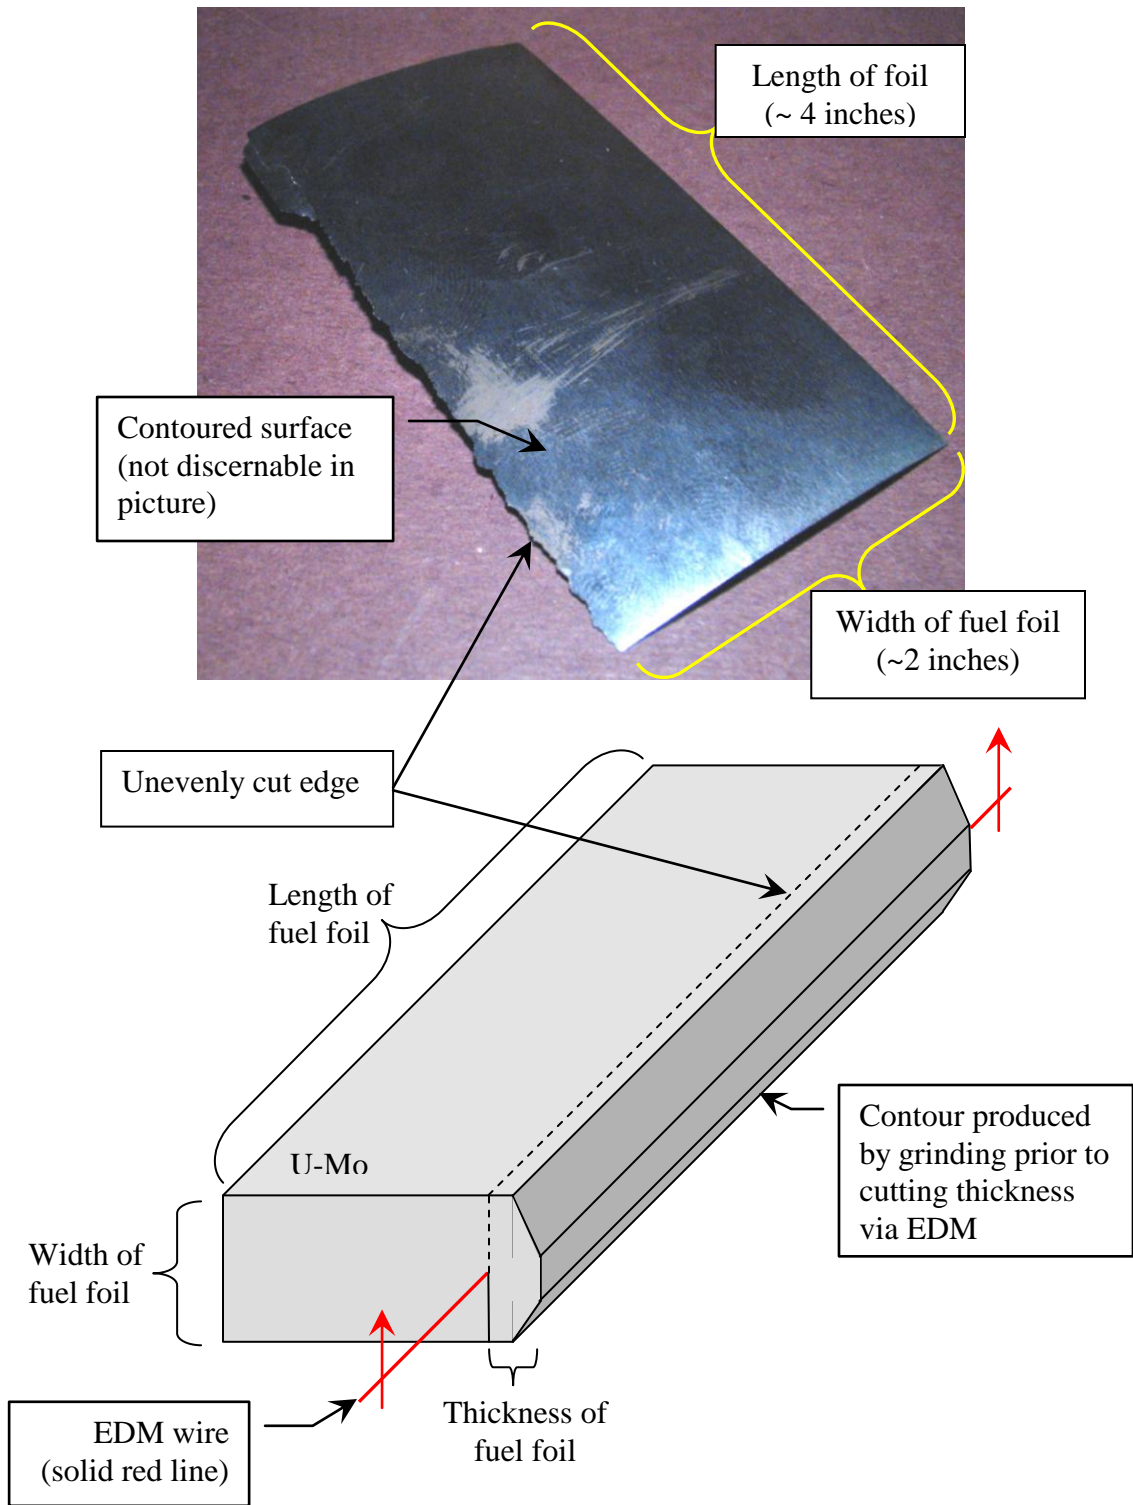 Length of foil
(~ 4 inches)
Contoured surface
(not discernable in
picture)
Width of fuel foil
(~2 inches)
Unevenly cut edge
Length of
fuel foil
U-Mo
Contour produced
by grinding prior to
cutting thickness
via EDM
Width of
fuel foil
Thickness of
fuel foil
EDM wire
(solid red line)